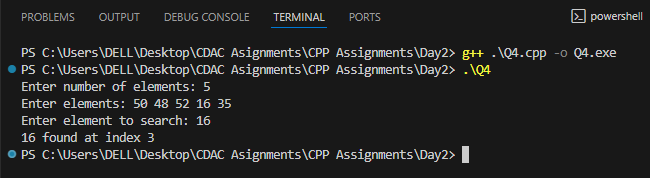 PROBLEMS OUTPUT DEBUG CONSOLE TERMINAL PORTS powershell
PS C:\Users\DELL\Desktop\CDAC Asignments\CPP Assignments\Day2> g++ .\Q4.cpp -o Q4.exe
PS C:\Users\DELL\Desktop\CDAC Asignments\CPP Assignments\Day2> .\Q4
Enter number of elements: 5
Enter elements: 50 48 52 16 35
Enter element to search: 16
16 found at index 3
PS C:\Users\DELL\Desktop\CDAC Asignments\CPP Assignments\Day2>